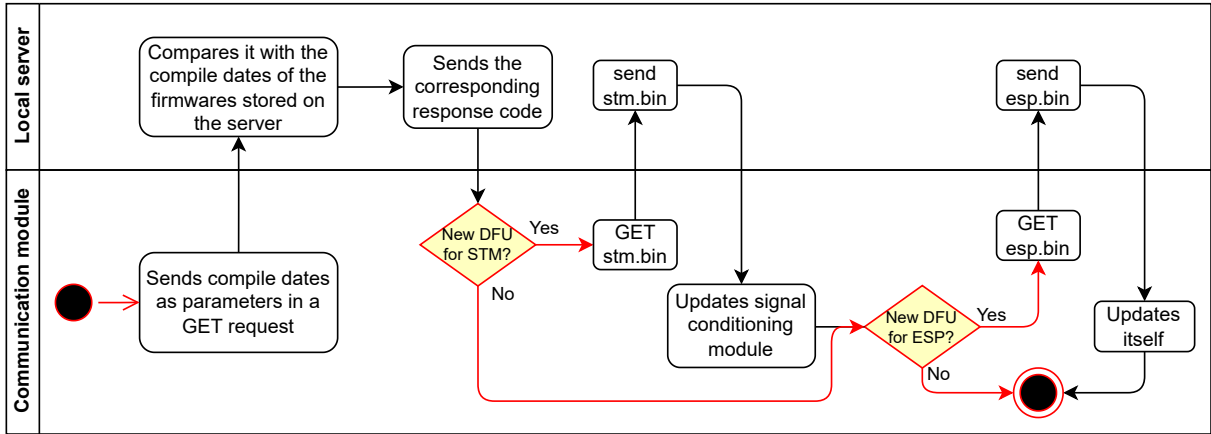 Local server
Compares it with the
compile dates of the
firmwares stored on
the server
Sends the
corresponding
response code
send
stm.bin
send
esp.bin
Communication module
Sends compile dates
as parameters in a
GET request
New DFU
for STM?
Yes
No
GET
stm.bin
Updates signal
conditioning
module
New DFU
for ESP?
Yes
No
GET
esp.bin
Updates
itself